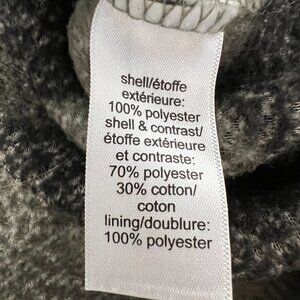 shell/étoffe
extérieure:
100% polyester
shell & contrast/
étoffe extérieure
et contraste:
70% polyester
30% cotton/
coton
lining/doublure:
100% polyester